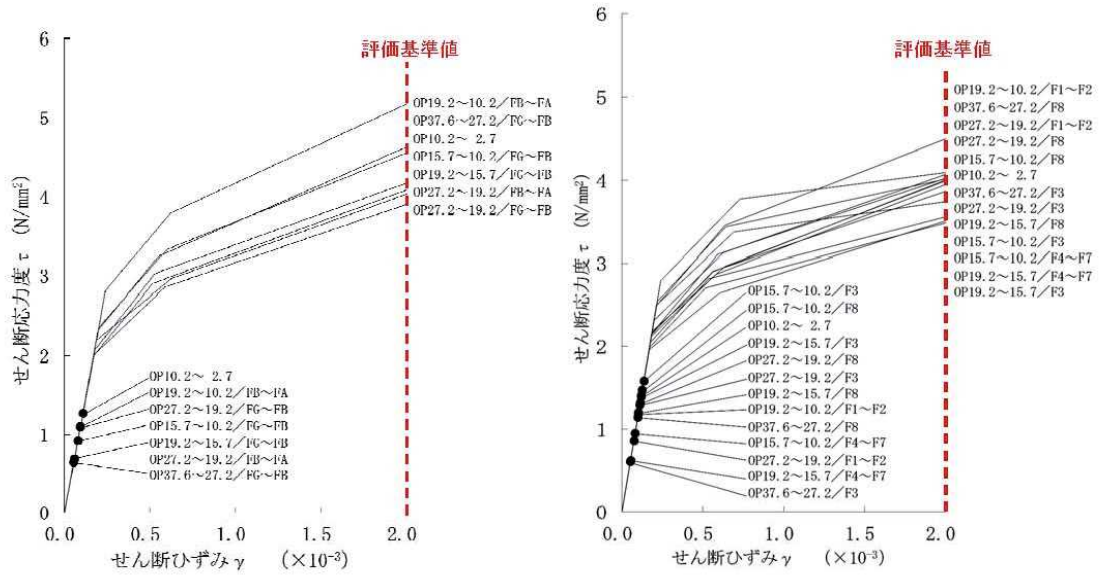 評価基準値
6
5
4
3
2
1
0
せん断応力度 τ (N/mm²)
OP19.2~10.2/FB~FA
OP37.6~27.2/FG~FB
OP10.2~ 2.7
OP15.7~10.2/FG~FB
OP19.2~15.7/FG~FB
OP27.2~19.2/FB~FA
OP27.2~19.2/FG~FB
OP10.2~ 2.7
OP19.2~10.2/FB~FA
OP27.2~19.2/FG~FB
OP15.7~10.2/FG~FB
OP19.2~15.7/FG~FB
OP27.2~19.2/FB~FA
OP37.6~27.2/FG~FB
0.0 0.5 1.0 1.5 2.0
せん断ひずみ γ (×10⁻³)
評価基準値
6
5
4
3
2
1
0
せん断応力度 τ (N/mm²)
OP19.2~10.2/F1~F2
OP37.6~27.2/F8
OP27.2~19.2/F1~F2
OP27.2~19.2/F8
OP15.7~10.2/F8
OP10.2~ 2.7
OP37.6~27.2/F3
OP27.2~19.2/F3
OP19.2~15.7/F8
OP15.7~10.2/F3
OP15.7~10.2/F4~F7
OP19.2~15.7/F4~F7
OP19.2~15.7/F3
OP15.7~10.2/F3
OP15.7~10.2/F8
OP10.2~ 2.7
OP19.2~15.7/F3
OP27.2~19.2/F8
OP27.2~19.2/F3
OP19.2~15.7/F8
OP19.2~10.2/F1~F2
OP37.6~27.2/F8
OP15.7~10.2/F4~F7
OP27.2~19.2/F1~F2
OP19.2~15.7/F4~F7
OP37.6~27.2/F3
0.0 0.5 1.0 1.5 2.0
せん断ひずみ γ (×10⁻³)